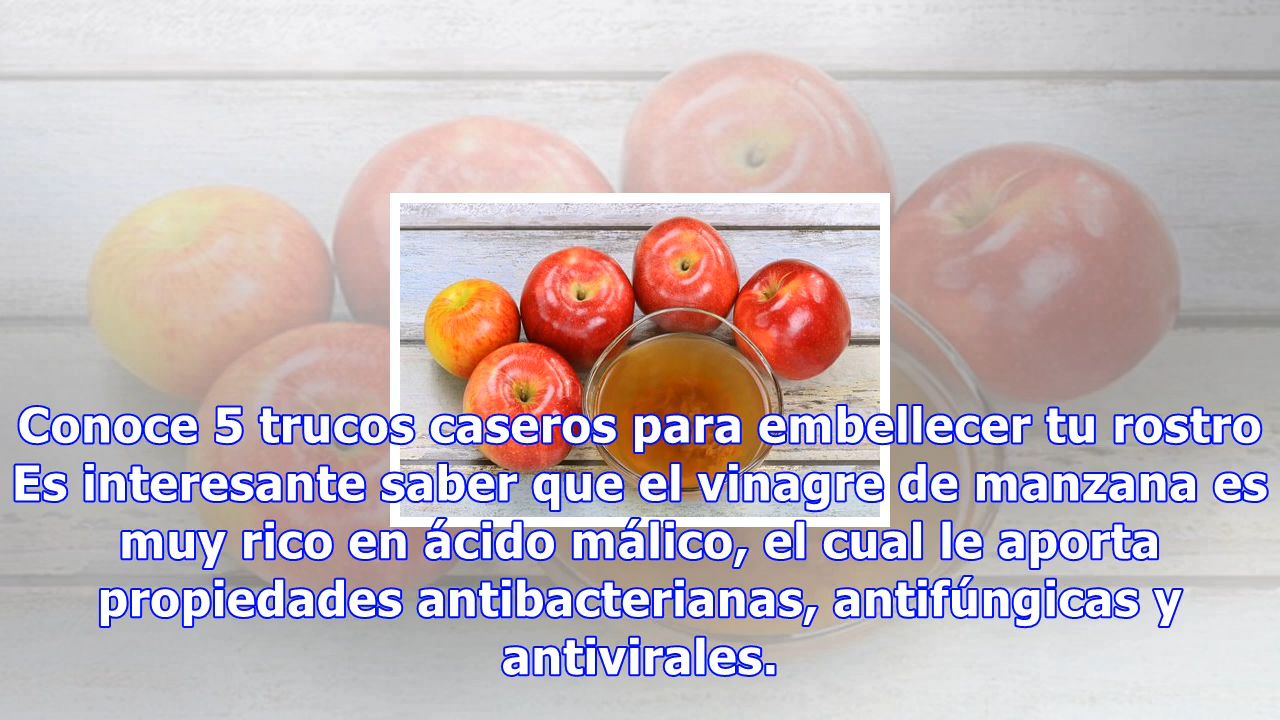 Conoce 5 trucos caseros para embellecer tu rostro
Es interesante saber que el vinagre de manzana es
muy rico en ácido málico, el cual le aporta
propiedades antibacterianas, antifúngicas y
antivirales.